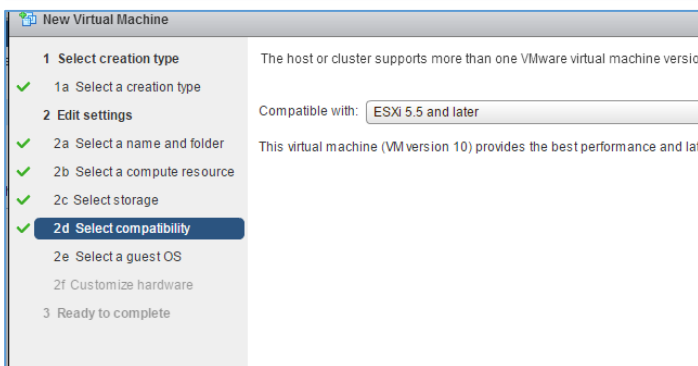 New Virtual Machine
1 Select creation type
1a Select a creation type
2 Edit settings
2a Select a name and folder
2b Select a compute resource
2c Select storage
2d Select compatibility
2e Select a guest OS
2f Customize hardware
3 Ready to complete
The host or cluster supports more than one VMware virtual machine versio
Compatible with: ESXi 5.5 and later
This virtual machine (VM version 10) provides the best performance and lat